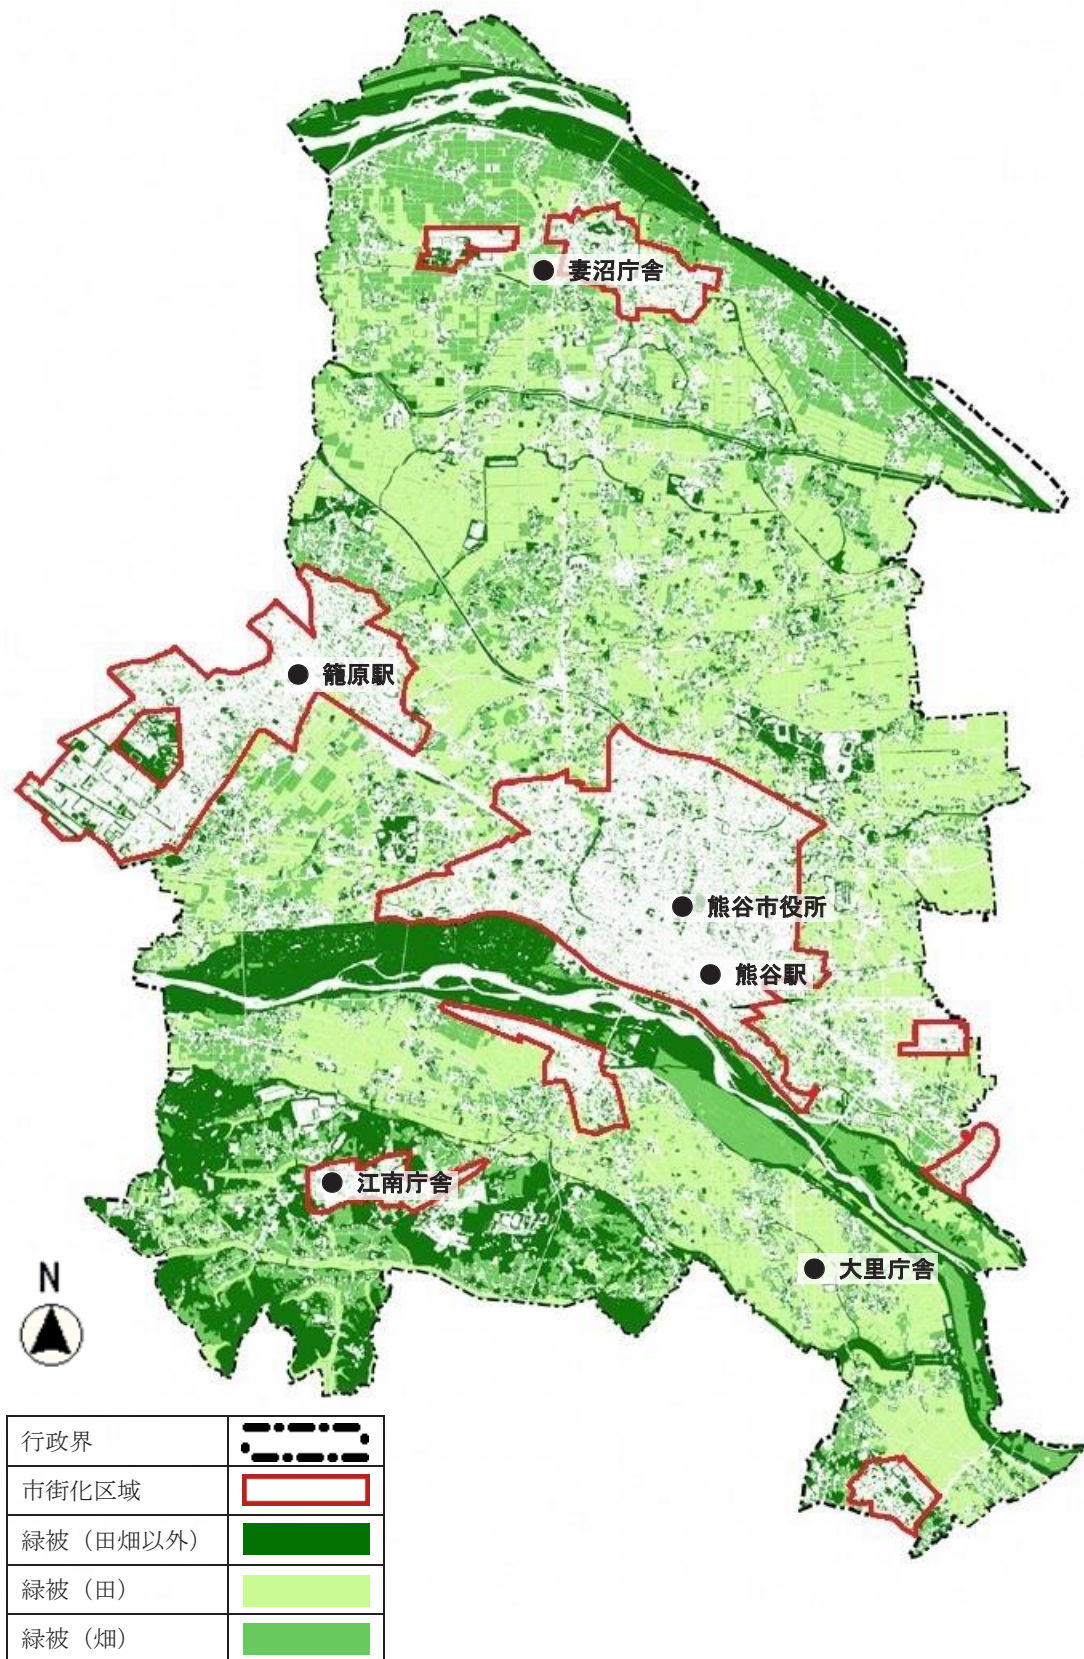 妻沼庁舎
籠原駅
熊谷市役所
熊谷駅
江南庁舎
大里庁舎
N
行政界
市街化区域
緑被（田畑以外）
緑被（田）
緑被（畑）